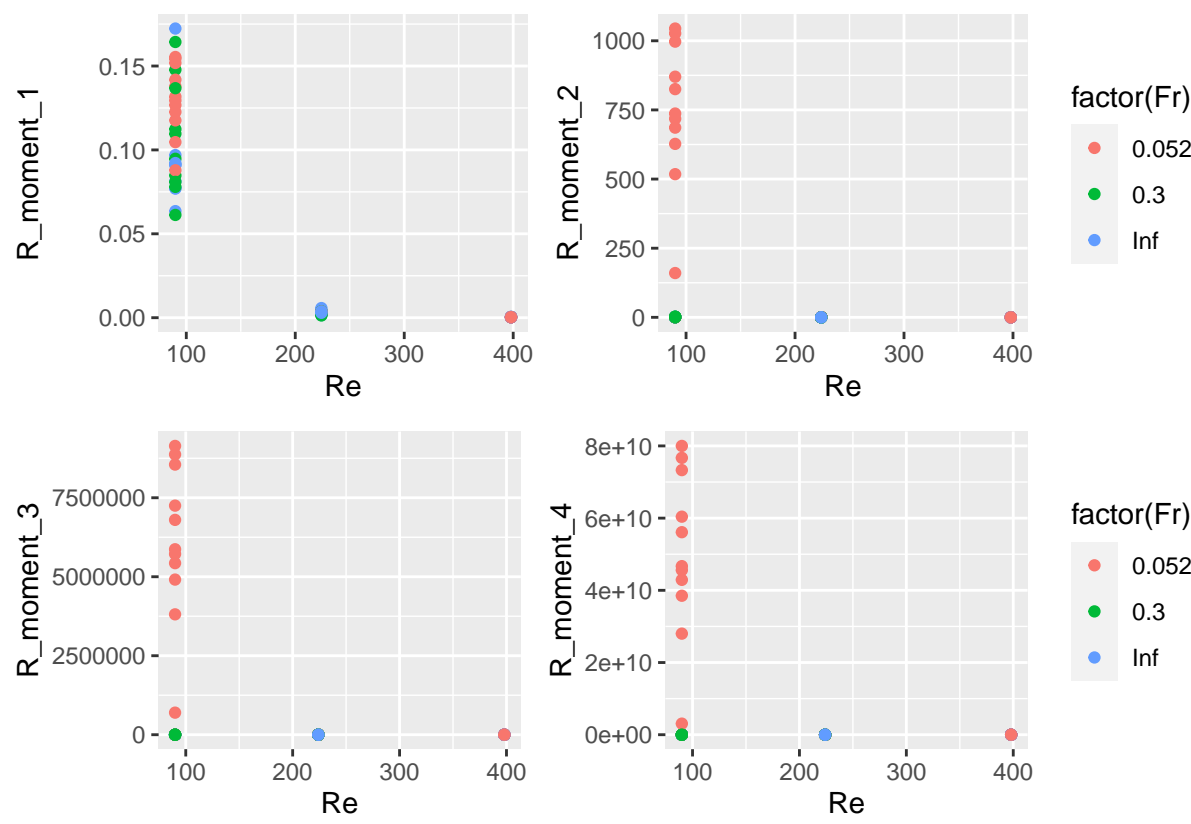 R_moment_1
0.15
0.10
0.05
0.00
100 200 300 400
Re
R_moment_2
1000
750
500
250
0
100 200 300 400
Re
factor(Fr)
0.052
0.3
Inf
R_moment_3
7500000
5000000
2500000
0
100 200 300 400
Re
R_moment_4
8e+10
6e+10
4e+10
2e+10
0e+00
100 200 300 400
Re
factor(Fr)
0.052
0.3
Inf